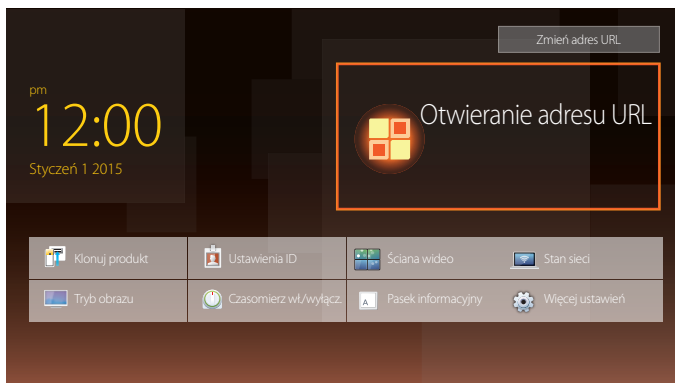 Zmień adres URL
pm
12:00
Styczeń 1 2015
Otwieranie adresu URL
Klonuj produkt
Ustawienia ID
Ściana wideo
Stan sieci
Tryb obrazu
Czasomierz wł./wyłącz.
A
Pasek informacyjny
Więcej ustawień